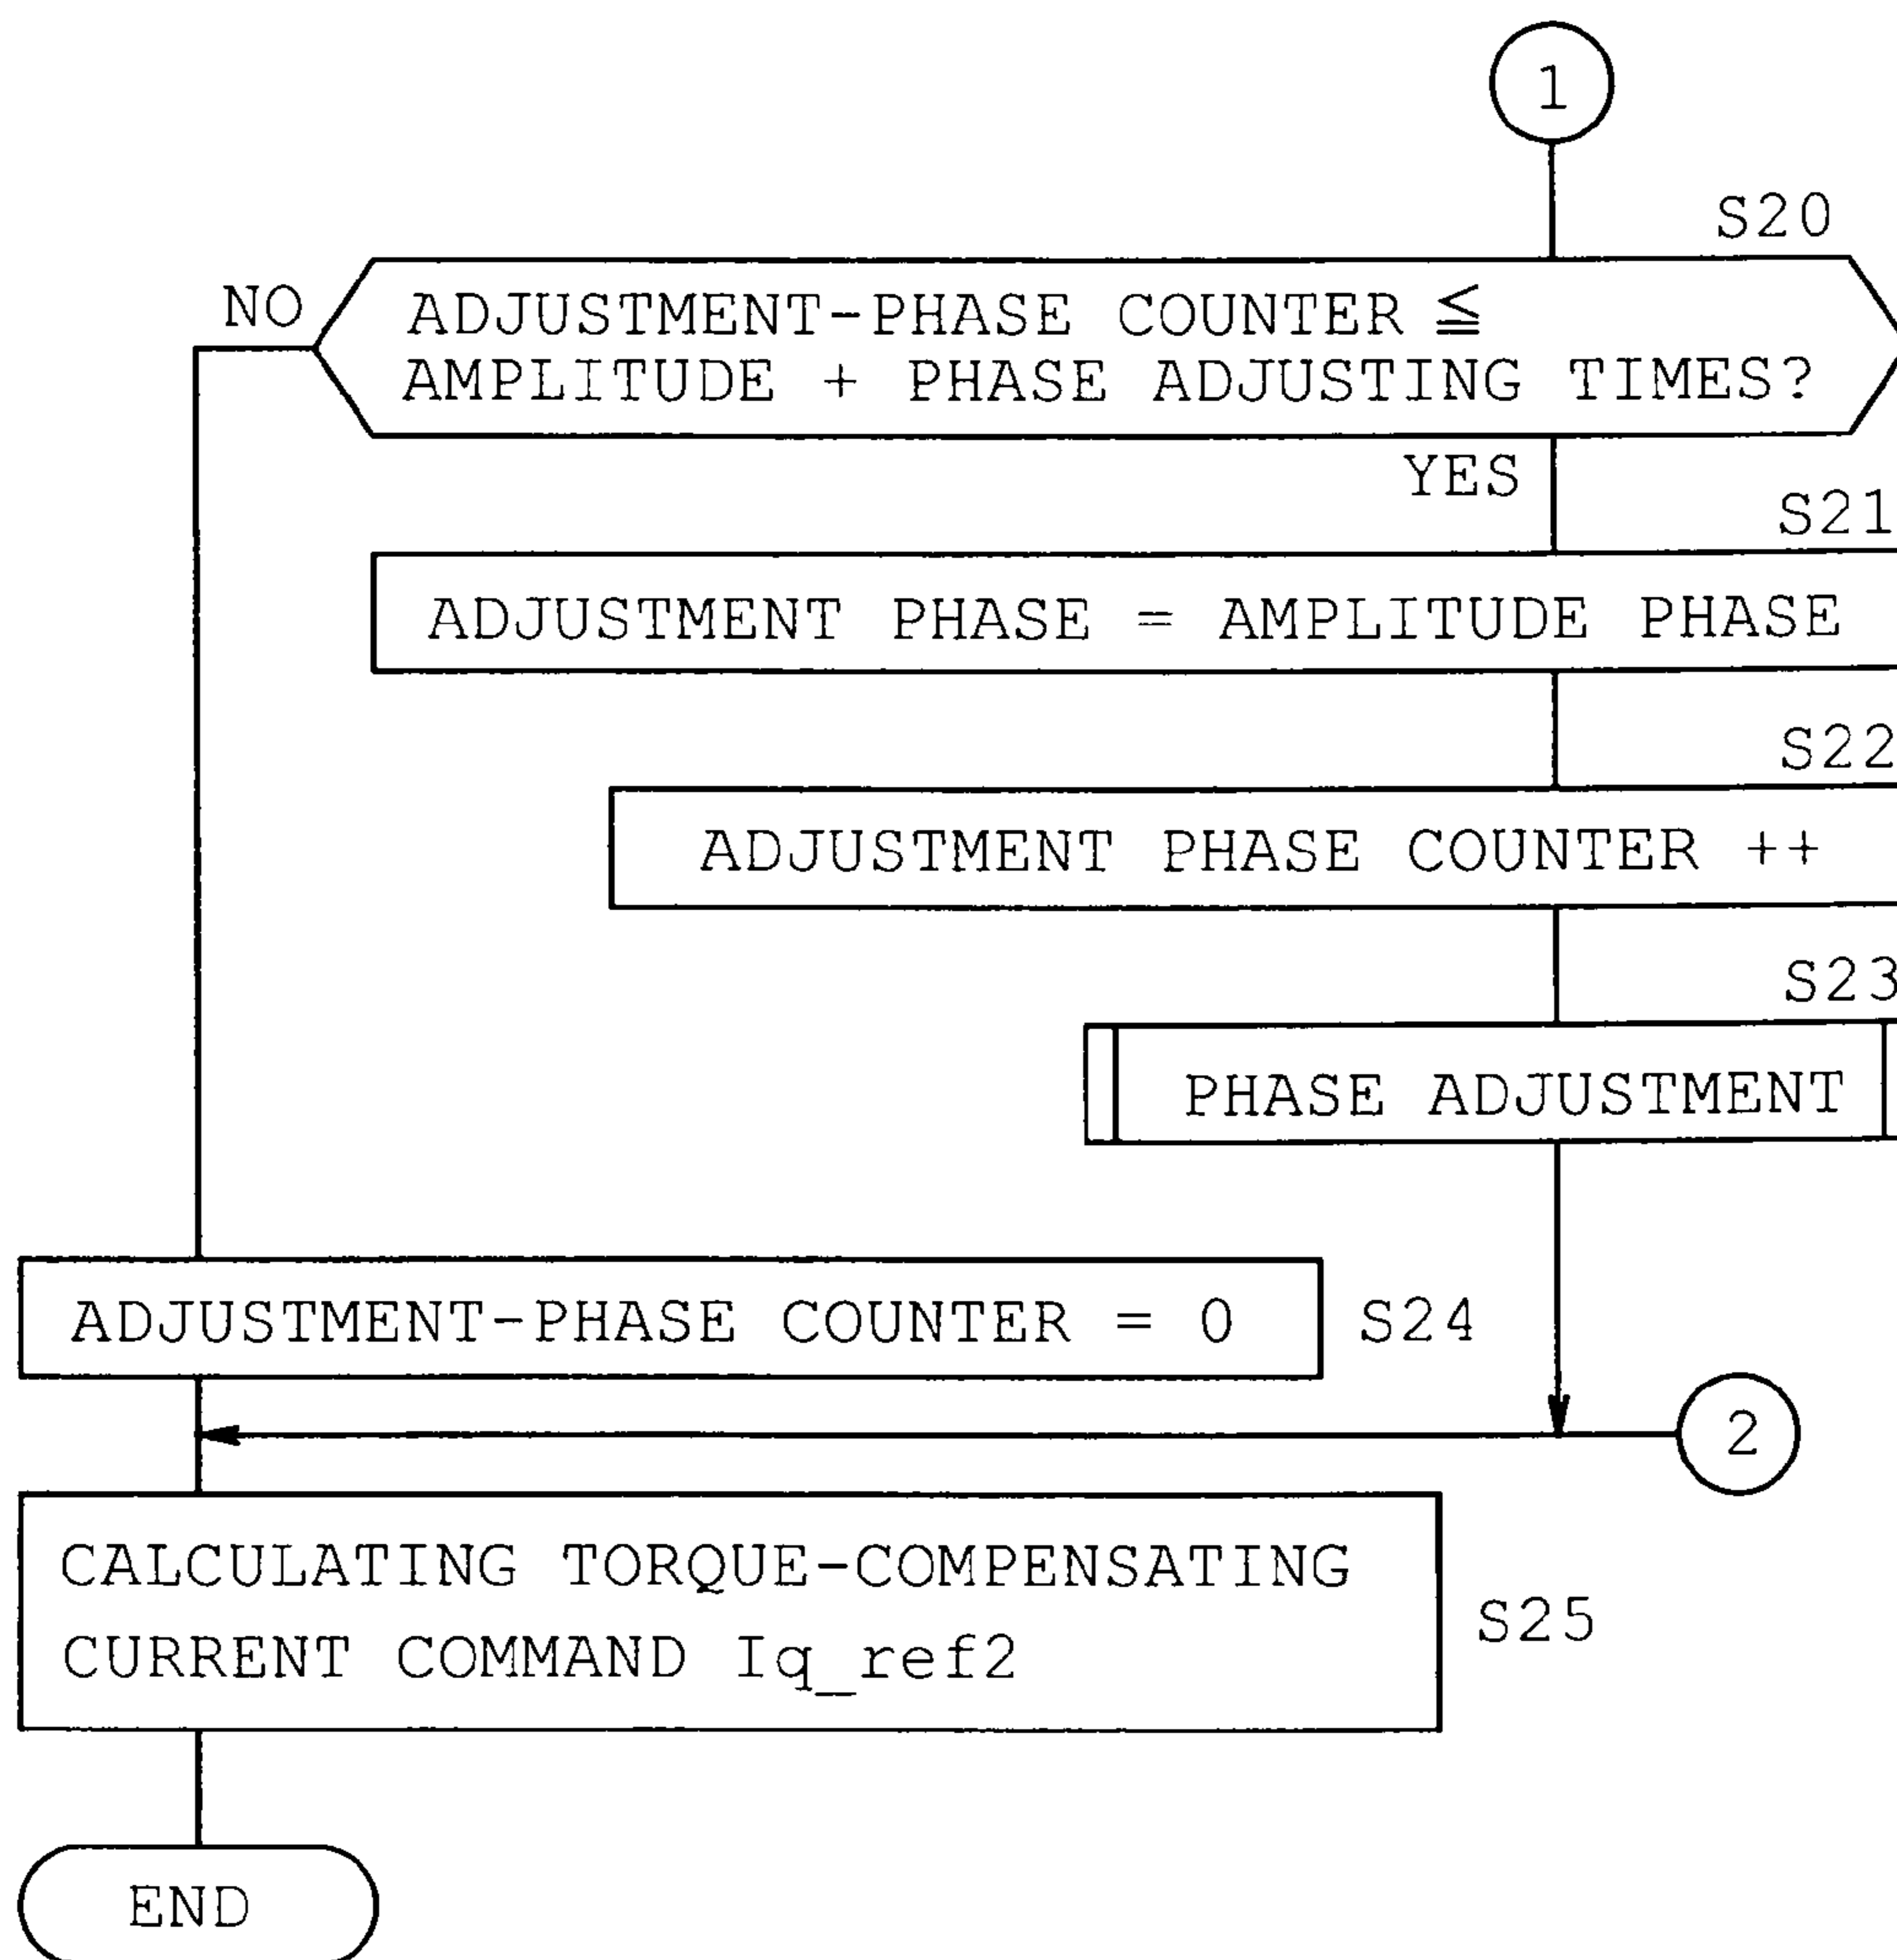 1
S20
NO
ADJUSTMENT-PHASE COUNTER ≦
AMPLITUDE + PHASE ADJUSTING TIMES?
YES
S21
ADJUSTMENT PHASE = AMPLITUDE PHASE
S22
ADJUSTMENT PHASE COUNTER ++
S23
PHASE ADJUSTMENT
ADJUSTMENT-PHASE COUNTER = 0
S24
2
CALCULATING TORQUE-COMPENSATING
CURRENT COMMAND Iq_ref2
S25
END